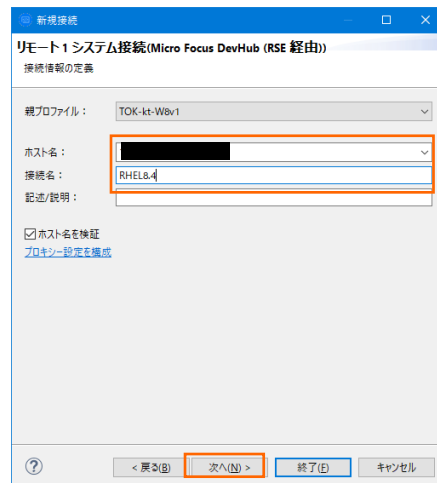 新規接続
リモート1 システム接続(Micro Focus DevHub (RSE 経由))
接続情報の定義
親プロファイル： TOK-kt-W8v1
ホスト名：
接続名： RHEL8.4
記述/説明：
ホスト名を検証
プロキシー設定を構成
< 戻る(B) 次へ(N) > 終了(F) キャンセル